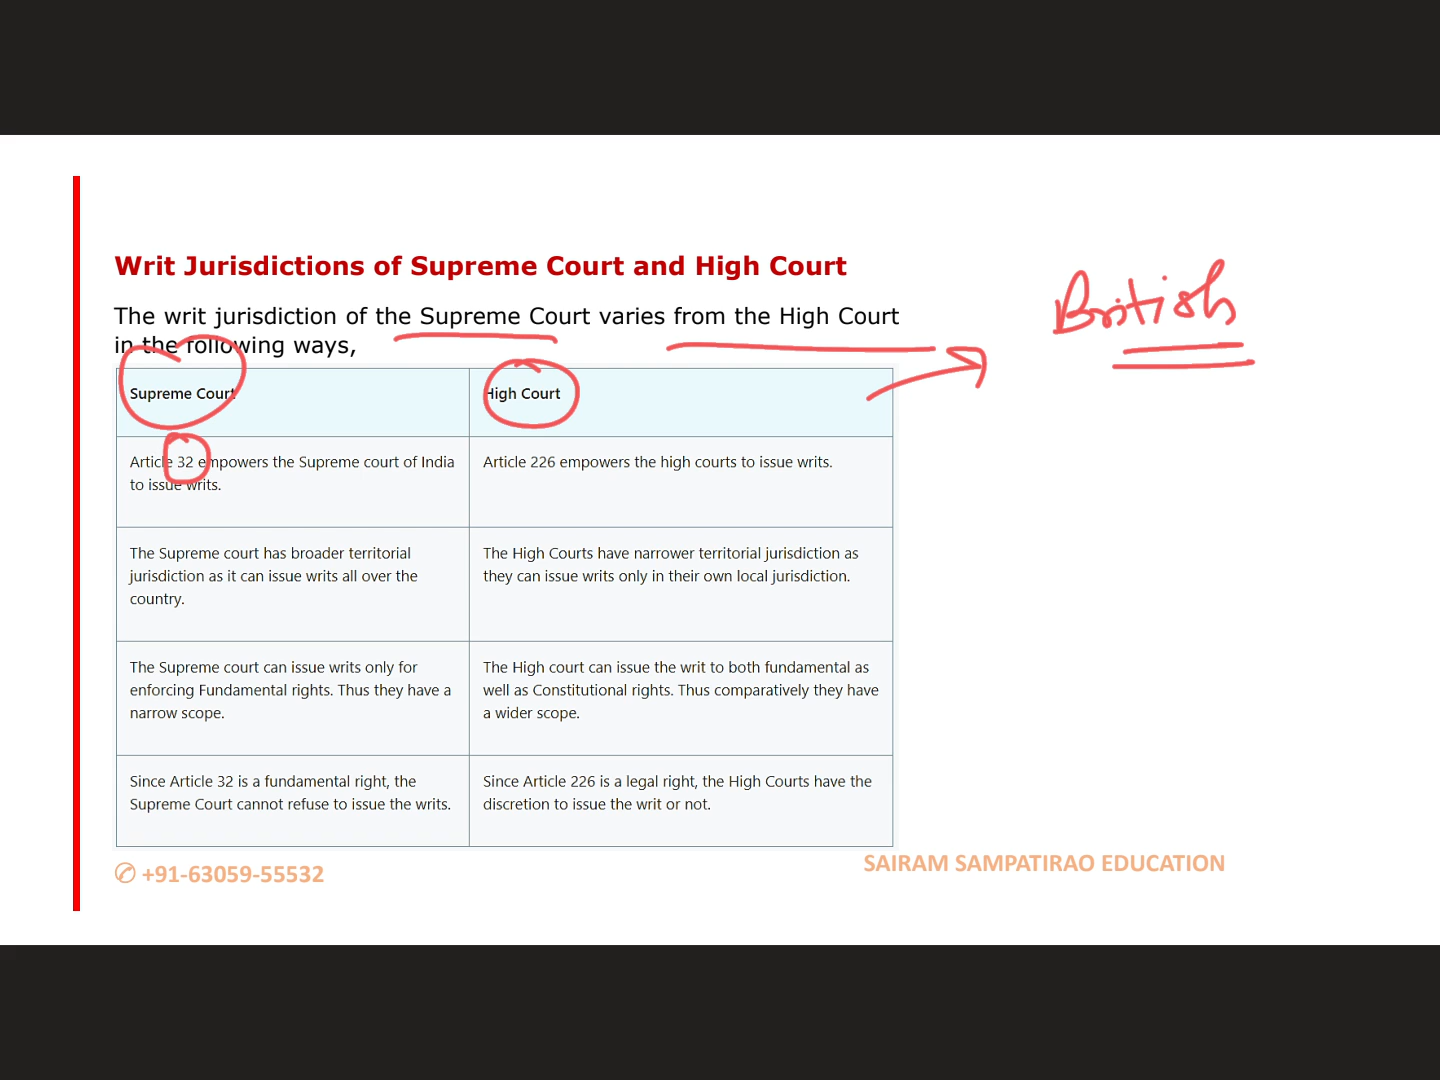 Writ Jurisdictions of Supreme Court and High Court
British
The writ jurisdiction of the Supreme Court varies from the High Court
in the following ways,
Supreme Court
High Court
Article 32 empowers the Supreme court of India
to issue writs.
Article 226 empowers the high courts to issue writs.
The Supreme court has broader territorial
jurisdiction as it can issue writs all over the
country.
The High Courts have narrower territorial jurisdiction as
they can issue writs only in their own local jurisdiction.
The Supreme court can issue writs only for
enforcing Fundamental rights. Thus they have a
narrow scope.
The High court can issue the writ to both fundamental as
well as Constitutional rights. Thus comparatively they have
a wider scope.
Since Article 32 is a fundamental right, the
Supreme Court cannot refuse to issue the writs.
Since Article 226 is a legal right, the High Courts have the
discretion to issue the writ or not.
✆ +91-63059-55532
SAIRAM SAMPATIRAO EDUCATION